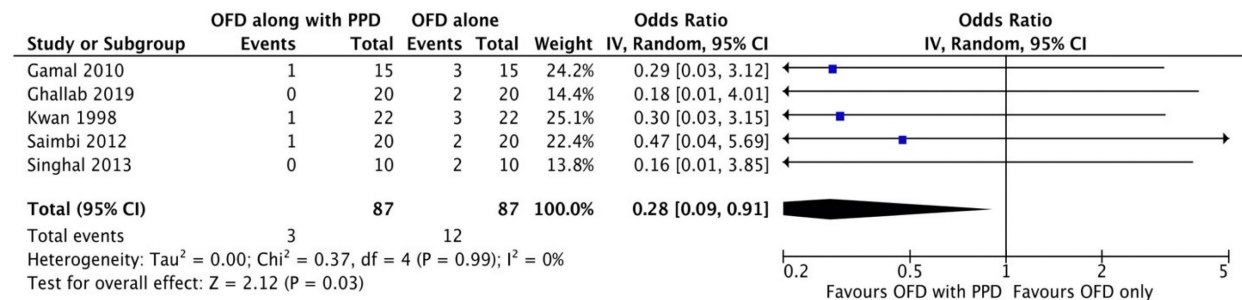 OFD along with PPD OFD alone Odds Ratio Odds Ratio
Study or Subgroup Events Total Events Total Weight IV, Random, 95% CI IV, Random, 95% CI
Gamal 2010 1 15 3 15 24.2% 0.29 [0.03, 3.12]
Ghallab 2019 0 20 2 20 14.4% 0.18 [0.01, 4.01]
Kwan 1998 1 22 3 22 25.1% 0.30 [0.03, 3.15]
Saimbi 2012 1 20 2 20 22.4% 0.47 [0.04, 5.69]
Singhal 2013 0 10 2 10 13.8% 0.16 [0.01, 3.85]
Total (95% CI) 87 87 100.0% 0.28 [0.09, 0.91]
Total events 3 12
Heterogeneity: Tau² = 0.00; Chi² = 0.37, df = 4 (P = 0.99); I² = 0%
Test for overall effect: Z = 2.12 (P = 0.03)
0.2 0.5 1 2 5
Favours OFD with PPD Favours OFD only